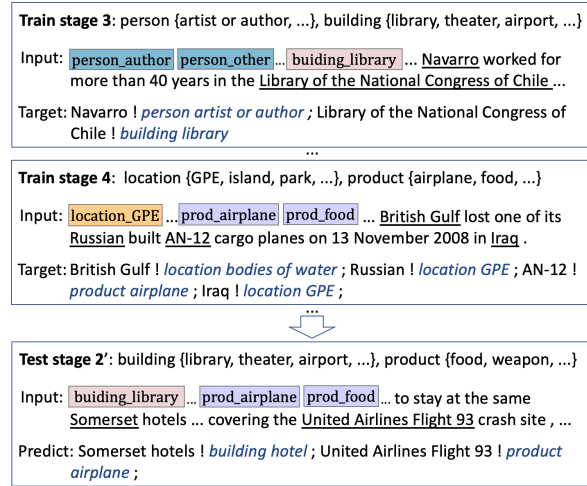 Train stage 3: person {artist or author, ...}, building {library, theater, airport, ...}
Input: person_author person_other ... buiding_library ... Navarro worked for
more than 40 years in the Library of the National Congress of Chile ...
Target: Navarro ! person artist or author ; Library of the National Congress of
Chile ! building library
...
Train stage 4: location {GPE, island, park, ...}, product {airplane, food, ...}
Input: location_GPE ... prod_airplane prod_food ... British Gulf lost one of its
Russian built AN-12 cargo planes on 13 November 2008 in Iraq .
Target: British Gulf ! location bodies of water ; Russian ! location GPE ; AN-12 !
product airplane ; Iraq ! location GPE ;
...
Test stage 2': building {library, theater, airport, ...}, product {food, weapon, ...}
Input: buiding_library ... prod_airplane prod_food ... to stay at the same
Somerset hotels ... covering the United Airlines Flight 93 crash site , ...
Predict: Somerset hotels ! building hotel ; United Airlines Flight 93 ! product
airplane ;